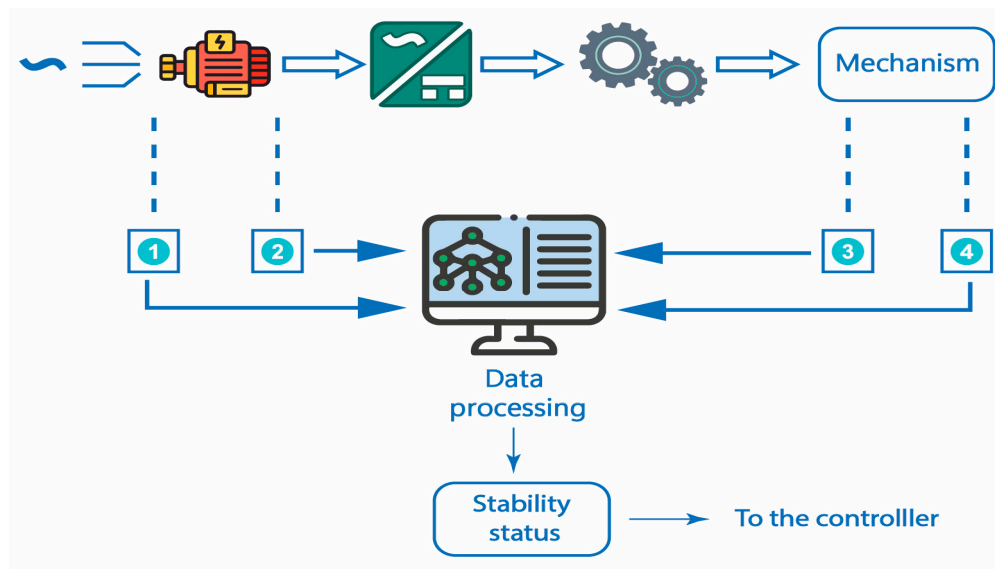 Mechanism
1
2
3
4
Data
processing
Stability
status
To the controlller